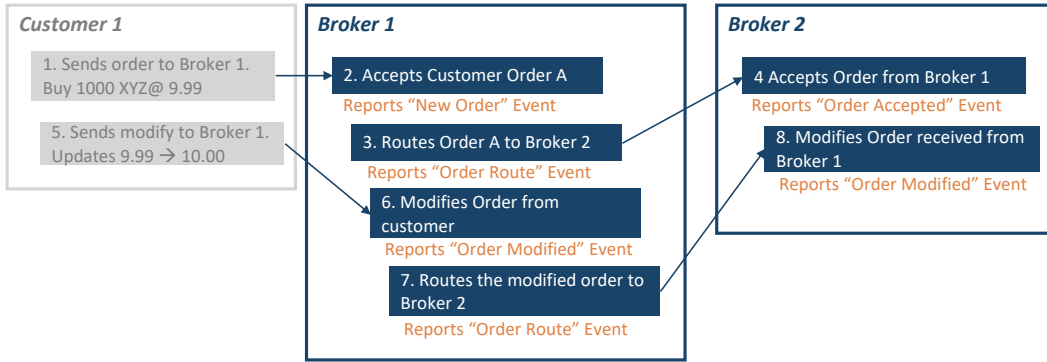 Customer 1
1. Sends order to Broker 1.
Buy 1000 XYZ@ 9.99
5. Sends modify to Broker 1.
Updates 9.99 → 10.00
Broker 1
2. Accepts Customer Order A
Reports “New Order” Event
3. Routes Order A to Broker 2
Reports “Order Route” Event
6. Modifies Order from
customer
Reports “Order Modified” Event
7. Routes the modified order to
Broker 2
Reports “Order Route” Event
Broker 2
4 Accepts Order from Broker 1
Reports “Order Accepted” Event
8. Modifies Order received from
Broker 1
Reports “Order Modified” Event